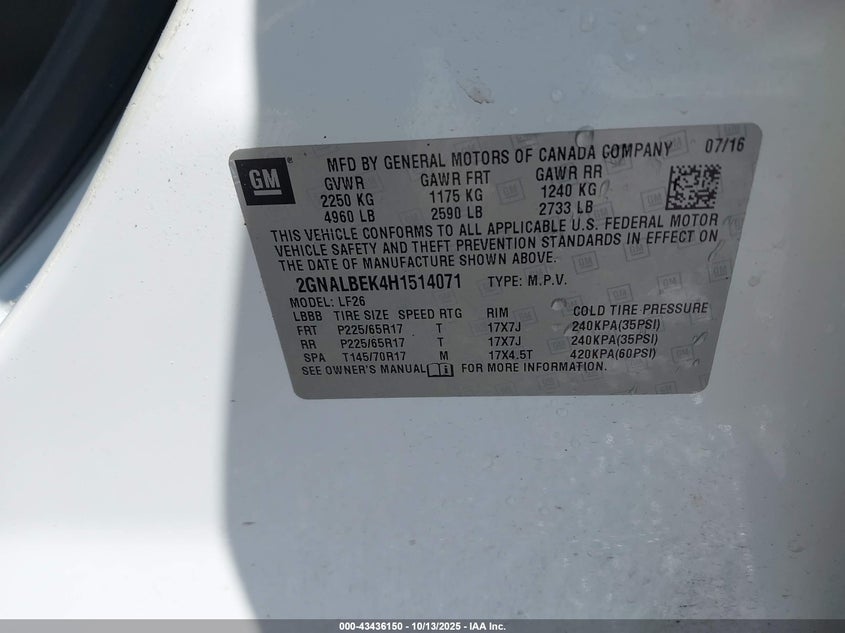 GM ®
MFD BY GENERAL MOTORS OF CANADA COMPANY 07/16
GVWR GAWR FRT GAWR RR
2250 KG 1175 KG 1240 KG
4960 LB 2590 LB 2733 LB
THIS VEHICLE CONFORMS TO ALL APPLICABLE U.S. FEDERAL MOTOR
VEHICLE SAFETY AND THEFT PREVENTION STANDARDS IN EFFECT ON
THE DATE OF MANUFACTURE SHOWN ABOVE.
2GNALBEK4H1514071 TYPE: M.P.V.
MODEL: LF26
LBBB TIRE SIZE SPEED RTG RIM COLD TIRE PRESSURE
FRT P225/65R17 T 17X7J 240KPA(35PSI)
RR P225/65R17 T 17X7J 240KPA(35PSI)
SPA T145/70R17 M 17X4.5T 420KPA(60PSI)
SEE OWNER'S MANUAL FOR MORE INFORMATION.
000-43436150 - 10/13/2025 - IAA Inc.